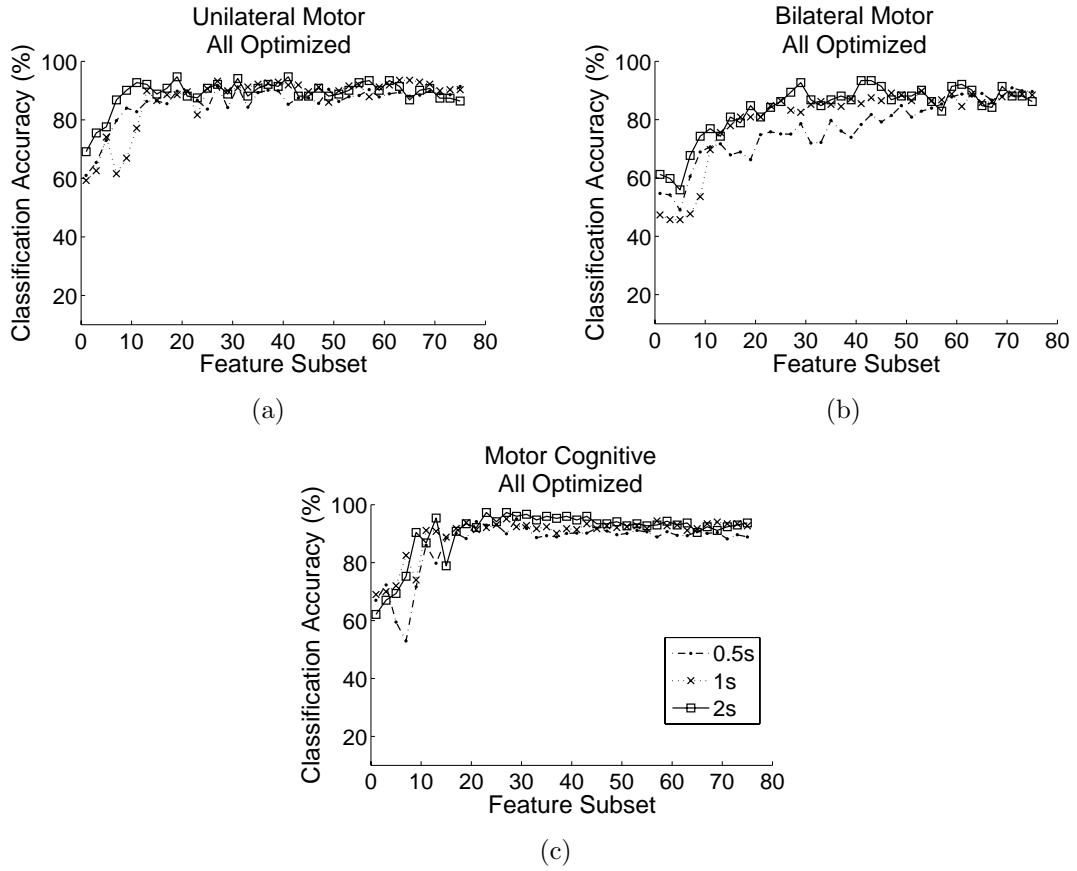 Unilateral Motor
All Optimized
Classification Accuracy (%)
100
80
60
40
20
0 10 20 30 40 50 60 70 80
Feature Subset
(a)
Bilateral Motor
All Optimized
Classification Accuracy (%)
100
80
60
40
20
0 10 20 30 40 50 60 70 80
Feature Subset
(b)
Motor Cognitive
All Optimized
Classification Accuracy (%)
100
80
60
40
20
0 10 20 30 40 50 60 70 80
Feature Subset
0.5s
1s
2s
(c)